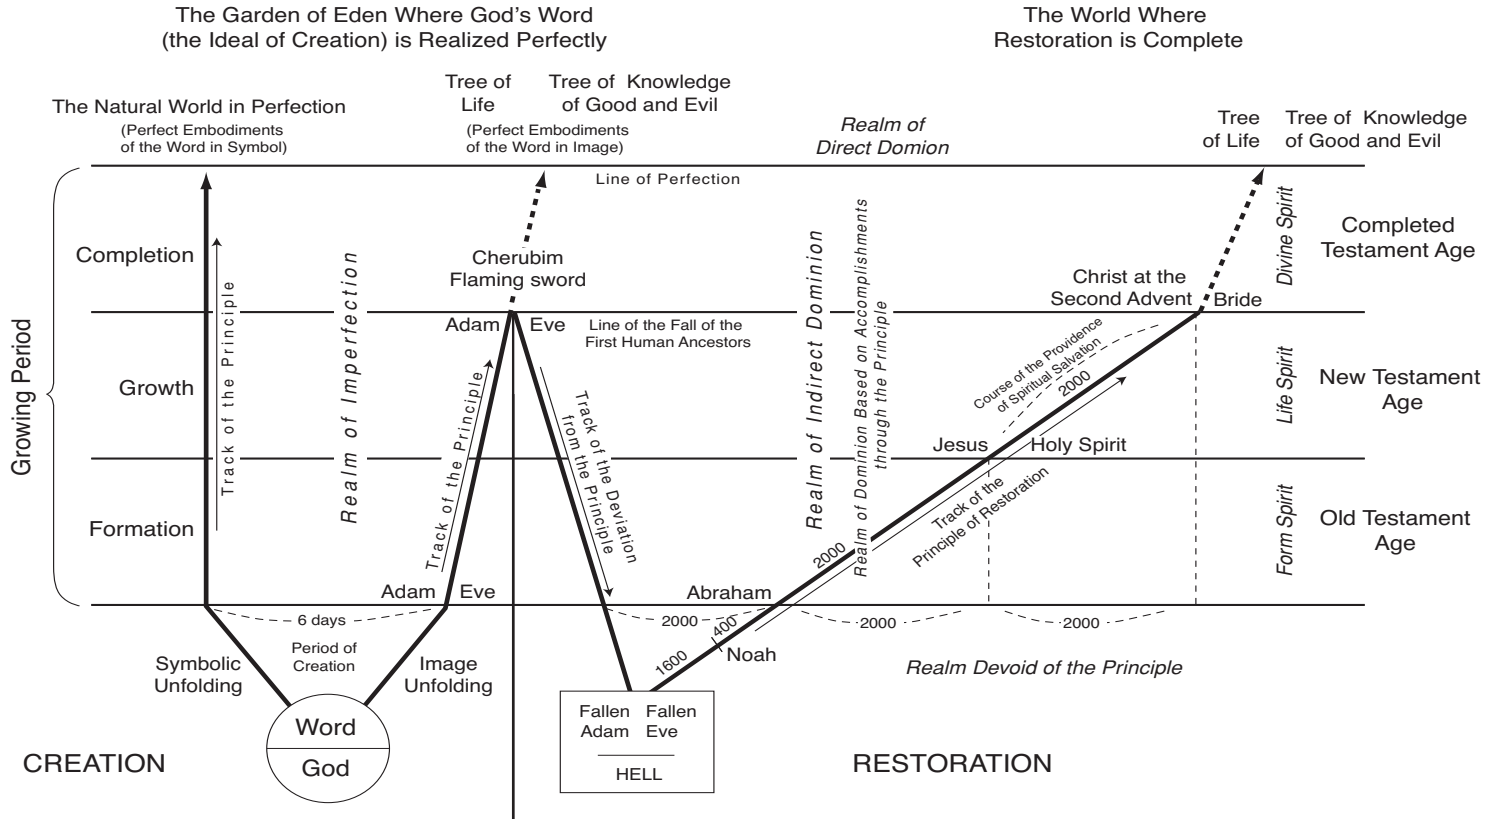 The Garden of Eden Where God's Word
(the Ideal of Creation) is Realized Perfectly
The World Where
Restoration is Complete
The Natural World in Perfection
(Perfect Embodiments
of the Word in Symbol)
Tree of
Life
(Perfect Embodiments
of the Word in Image)
Tree of Knowledge
of Good and Evil
Realm of
Direct Domion
Tree
of Life
Tree of Knowledge
of Good and Evil
Line of Perfection
Growing Period
Completion
Growth
Formation
Track of the Principle
Realm of Imperfection
Track of the Principle
Cherubim
Flaming sword
Adam
Eve
Line of the Fall of the
First Human Ancestors
Track of the Deviation
from the Principle
Realm of Indirect Dominion
Realm of Dominion Based on Accomplishments
through the Principle
Christ at the
Second Advent
Bride
Course of the Providence
of Spiritual Salvation
2000
Jesus
Holy Spirit
Track of the
Principle of Restoration
2000
Divine Spirit
Life Spirit
Form Spirit
Completed
Testament Age
New Testament
Age
Old Testament
Age
Adam
Eve
Abraham
6 days
Period of
Creation
2000
2000
2000
400
Noah
1600
Symbolic
Unfolding
Image
Unfolding
Realm Devoid of the Principle
Word
God
Fallen
Adam
Fallen
Eve
HELL
CREATION
RESTORATION